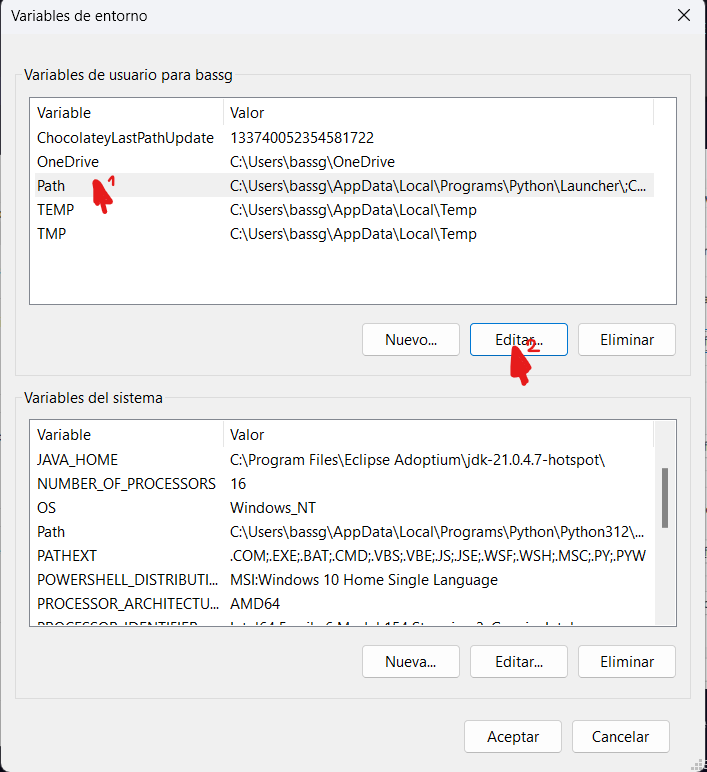 Variables de entorno
Variables de usuario para bassg
Variable Valor
ChocolateyLastPathUpdate 133740052354581722
OneDrive C:\Users\bassg\OneDrive
Path C:\Users\bassg\AppData\Local\Programs\Python\Launcher\;C...
1
TEMP C:\Users\bassg\AppData\Local\Temp
TMP C:\Users\bassg\AppData\Local\Temp
Nuevo... Editar... Eliminar
2
Variables del sistema
Variable Valor
JAVA_HOME C:\Program Files\Eclipse Adoptium\jdk-21.0.4.7-hotspot\
NUMBER_OF_PROCESSORS 16
OS Windows_NT
Path C:\Users\bassg\AppData\Local\Programs\Python\Python312\...
PATHEXT .COM;.EXE;.BAT;.CMD;.VBS;.VBE;.JS;.JSE;.WSF;.WSH;.MSC;.PY;.PYW
POWERSHELL_DISTRIBUTI... MSI:Windows 10 Home Single Language
PROCESSOR_ARCHITECTU... AMD64
Nueva... Editar... Eliminar
Aceptar Cancelar